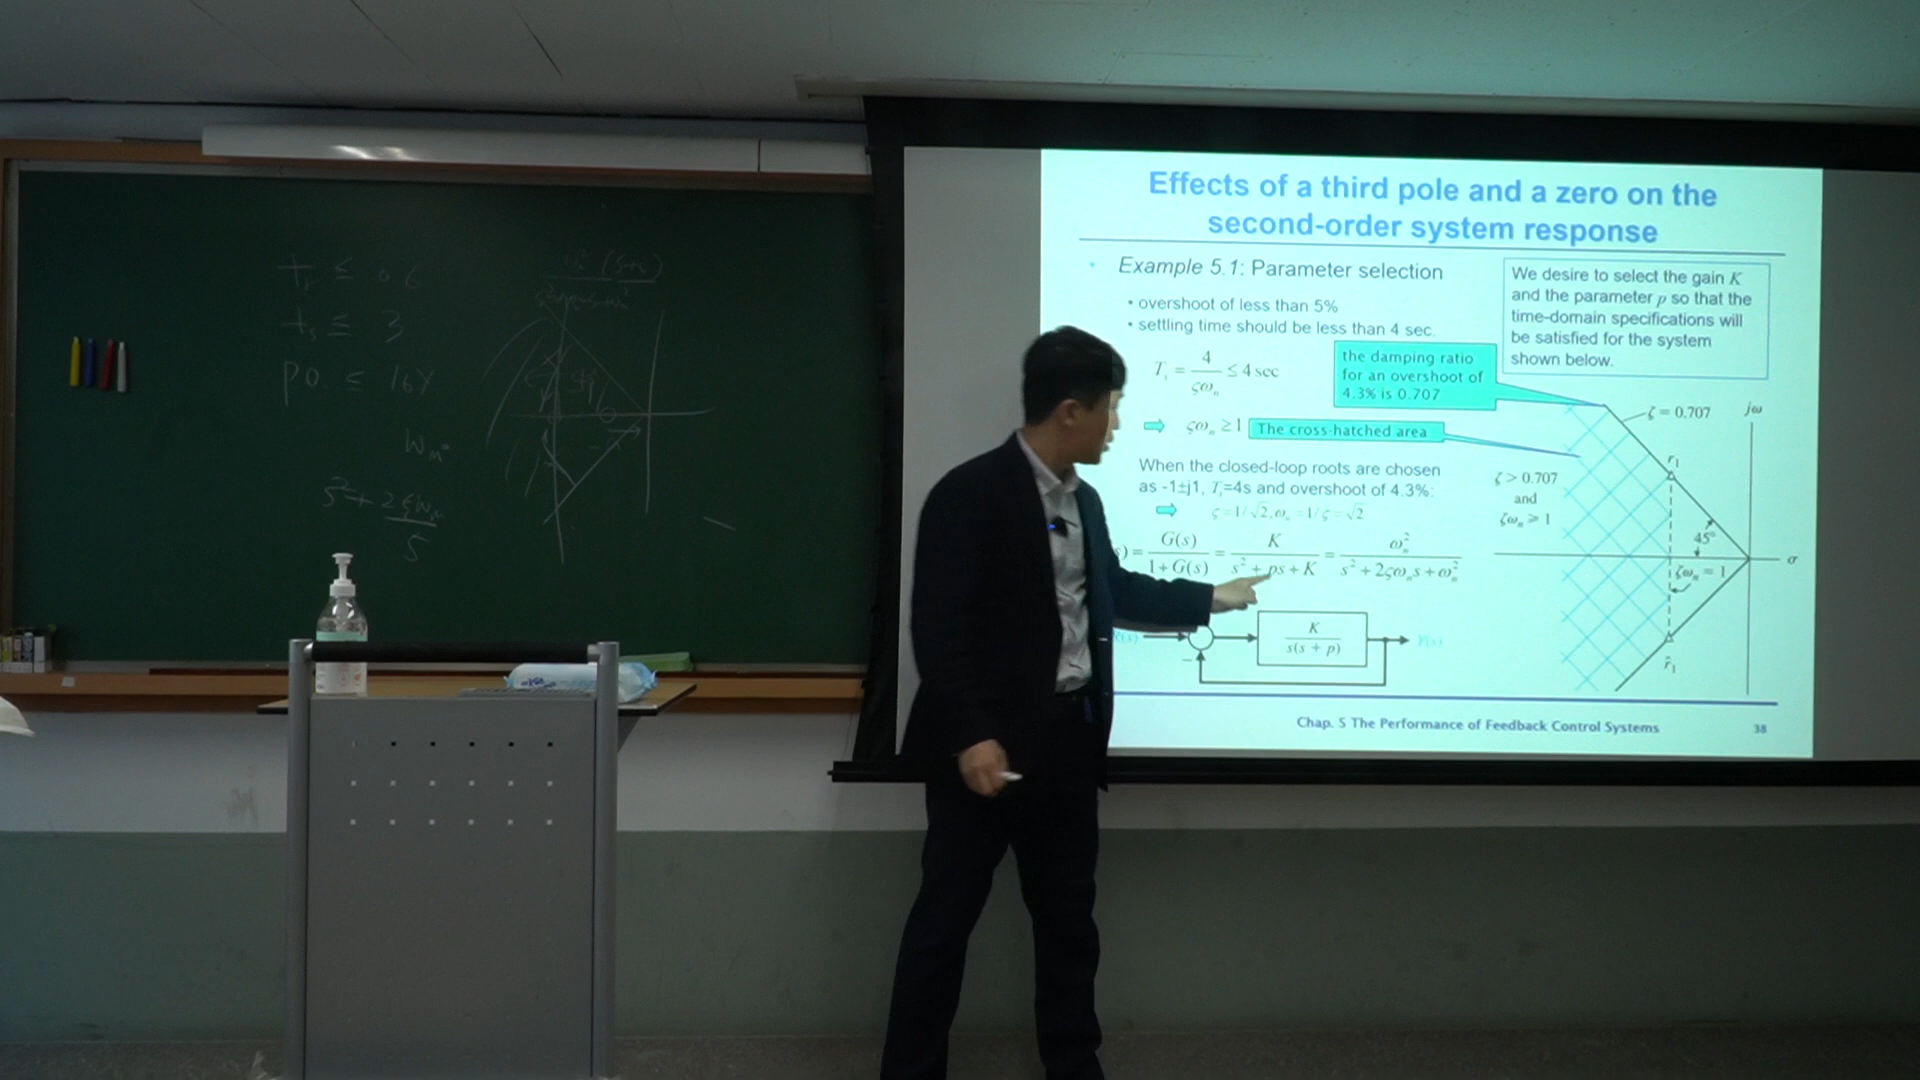 t_r ≤ 0.6
t_s ≤ 3
P.O. ≤ 16%
Effects of a third pole and a zero on the
second-order system response
• Example 5.1: Parameter selection
• overshoot of less than 5%
• settling time should be less than 4 sec.
T_s = 4/(ζω_n) ≤ 4 sec
⇨ ζω_n ≥ 1
The cross-hatched area
the damping ratio
for an overshoot of
4.3% is 0.707
We desire to select the gain K
and the parameter p so that the
time-domain specifications will
be satisfied for the system
shown below.
When the closed-loop roots are chosen
as -1±j1, T_s=4s and overshoot of 4.3%:
⇨ ζ = 1/√2, ω_n = 1/ζ = √2
) = G(s)/(1+G(s)) = K/(s² + ps + K) = ω_n²/(s² + 2ζω_n s + ω_n²)
R(s)
K/(s(s + p))
Y(s)
−
ζ = 0.707
jω
r₁
ζ > 0.707
and
ζω_n ≥ 1
45°
σ
ζω_n = 1
r̂₁
Chap. 5 The Performance of Feedback Control Systems
38